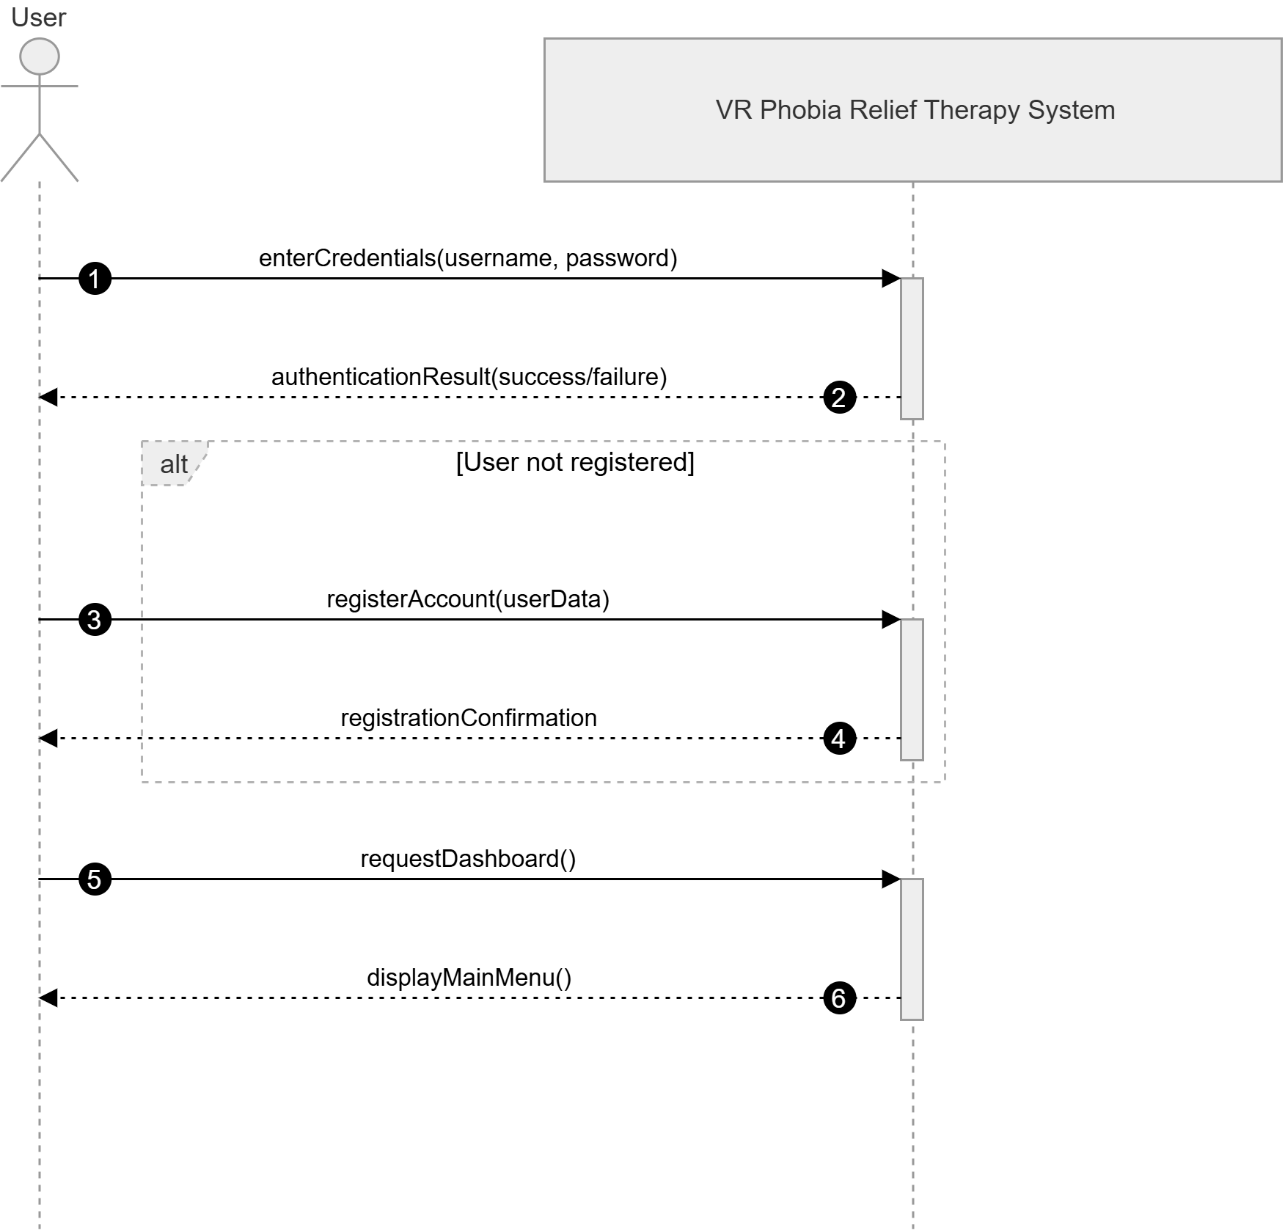 User
VR Phobia Relief Therapy System
enterCredentials(username, password)
1
authenticationResult(success/failure)
2
alt
[User not registered]
registerAccount(userData)
3
registrationConfirmation
4
requestDashboard()
5
displayMainMenu()
6